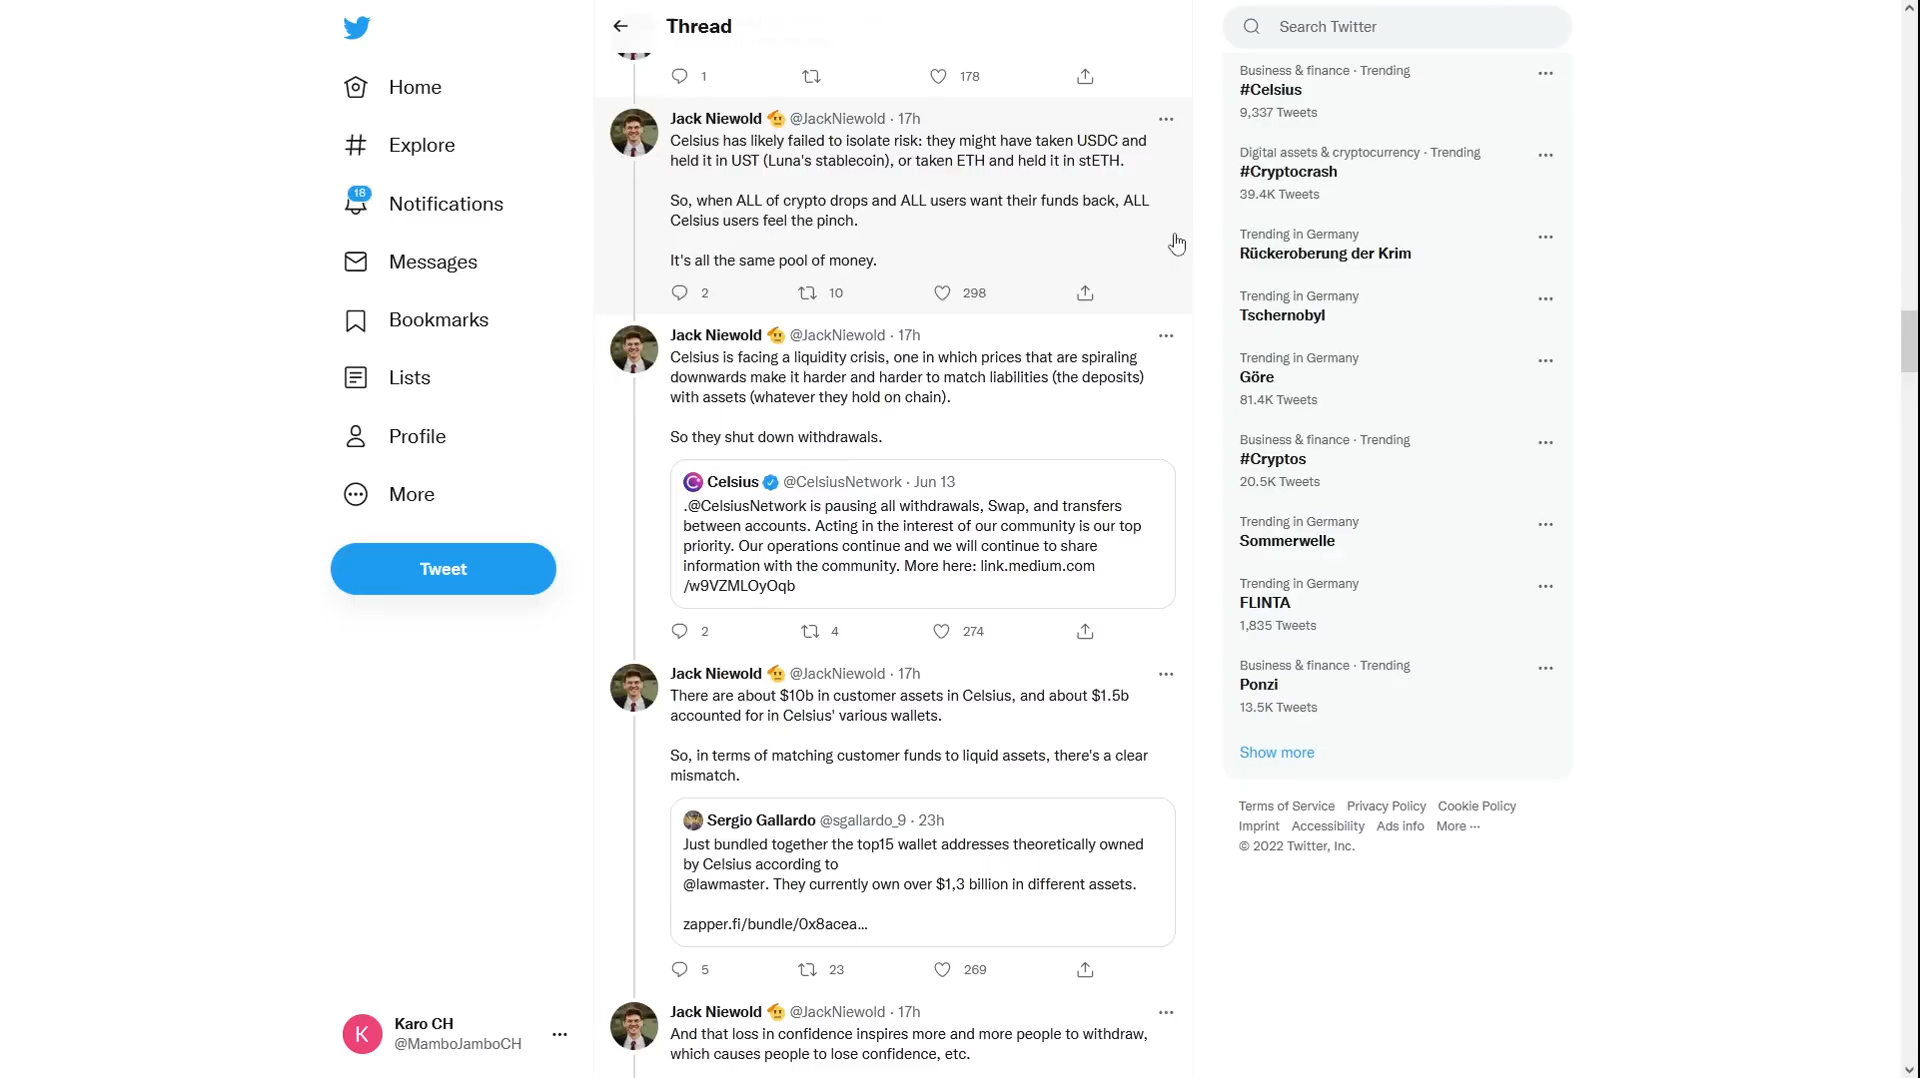 Home
Explore
18
Notifications
Messages
Bookmarks
Lists
Profile
More
Tweet
K
Karo CH
@MamboJamboCH
Thread
1
178
Jack Niewold 🫡 @JackNiewold · 17h
Celsius has likely failed to isolate risk: they might have taken USDC and
held it in UST (Luna's stablecoin), or taken ETH and held it in stETH.
So, when ALL of crypto drops and ALL users want their funds back, ALL
Celsius users feel the pinch.
It's all the same pool of money.
2 10 298
Jack Niewold 🫡 @JackNiewold · 17h
Celsius is facing a liquidity crisis, one in which prices that are spiraling
downwards make it harder and harder to match liabilities (the deposits)
with assets (whatever they hold on chain).
So they shut down withdrawals.
Celsius @CelsiusNetwork · Jun 13
.@CelsiusNetwork is pausing all withdrawals, Swap, and transfers
between accounts. Acting in the interest of our community is our top
priority. Our operations continue and we will continue to share
information with the community. More here: link.medium.com
/w9VZMLOyOqb
2 4 274
Jack Niewold 🫡 @JackNiewold · 17h
There are about $10b in customer assets in Celsius, and about $1.5b
accounted for in Celsius' various wallets.
So, in terms of matching customer funds to liquid assets, there's a clear
mismatch.
Sergio Gallardo @sgallardo_9 · 23h
Just bundled together the top15 wallet addresses theoretically owned
by Celsius according to
@lawmaster. They currently own over $1,3 billion in different assets.
zapper.fi/bundle/0x8acea...
5 23 269
Jack Niewold 🫡 @JackNiewold · 17h
And that loss in confidence inspires more and more people to withdraw,
which causes people to lose confidence, etc.
Search Twitter
Business & finance · Trending
#Celsius
9,337 Tweets
Digital assets & cryptocurrency · Trending
#Cryptocrash
39.4K Tweets
Trending in Germany
Rückeroberung der Krim
Trending in Germany
Tschernobyl
Trending in Germany
Göre
81.4K Tweets
Business & finance · Trending
#Cryptos
20.5K Tweets
Trending in Germany
Sommerwelle
Trending in Germany
FLINTA
1,835 Tweets
Business & finance · Trending
Ponzi
13.5K Tweets
Show more
Terms of Service Privacy Policy Cookie Policy
Imprint Accessibility Ads info More ···
© 2022 Twitter, Inc.